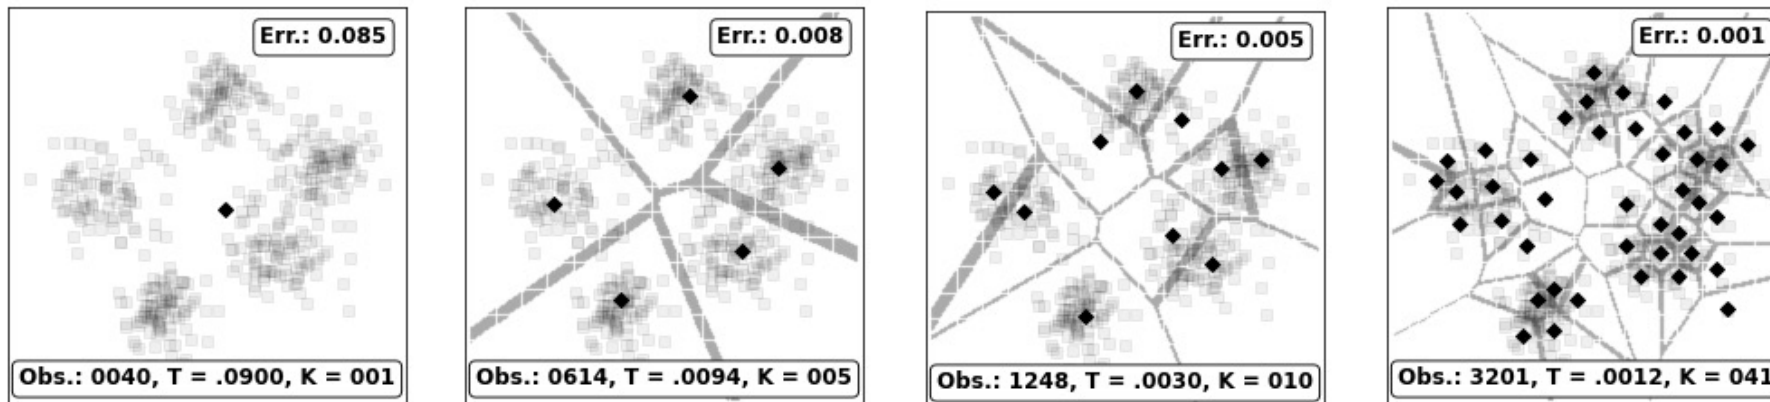 Err.: 0.085
Obs.: 0040, T = .0900, K = 001
Err.: 0.008
Obs.: 0614, T = .0094, K = 005
Err.: 0.005
Obs.: 1248, T = .0030, K = 010
Err.: 0.001
Obs.: 3201, T = .0012, K = 041